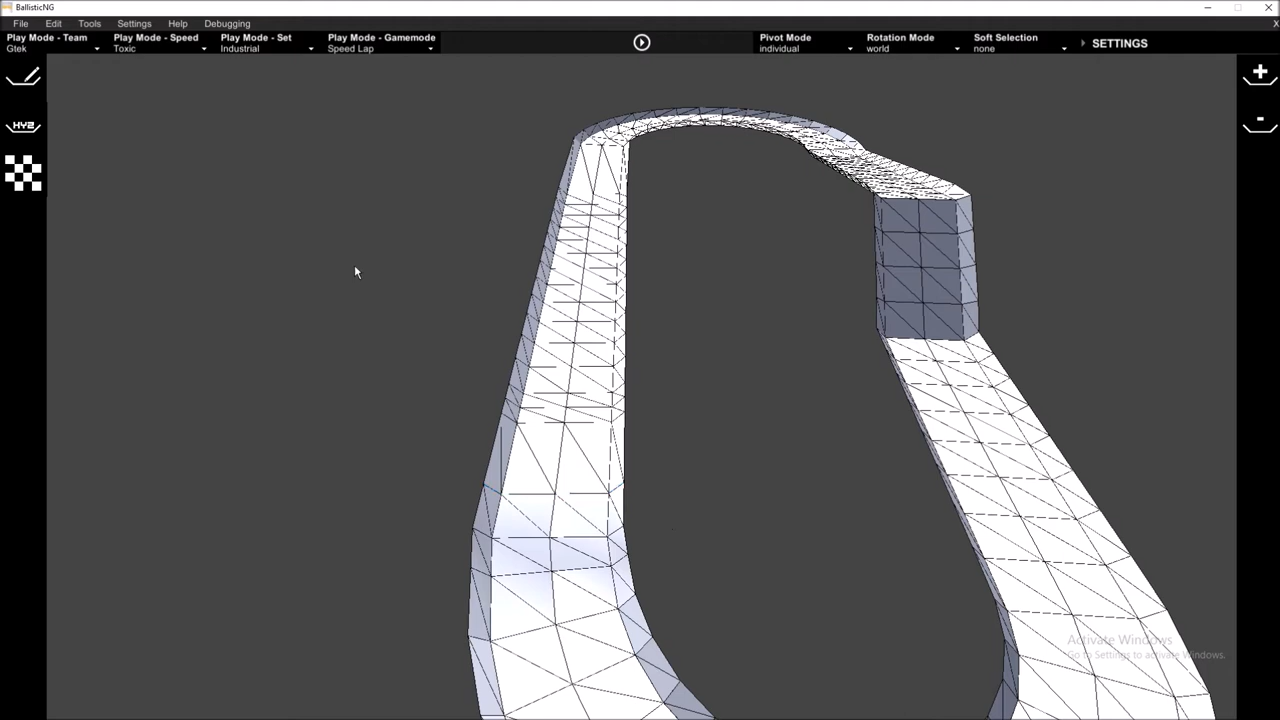 BallisticNG
File Edit Tools Settings Help Debugging X
Play Mode - Team Play Mode - Speed Play Mode - Set Play Mode - Gamemode Pivot Mode Rotation Mode Soft Selection SETTINGS
Gtek Toxic Industrial Speed Lap individual world none
XYZ
Activate Windows
Go to Settings to activate Windows.